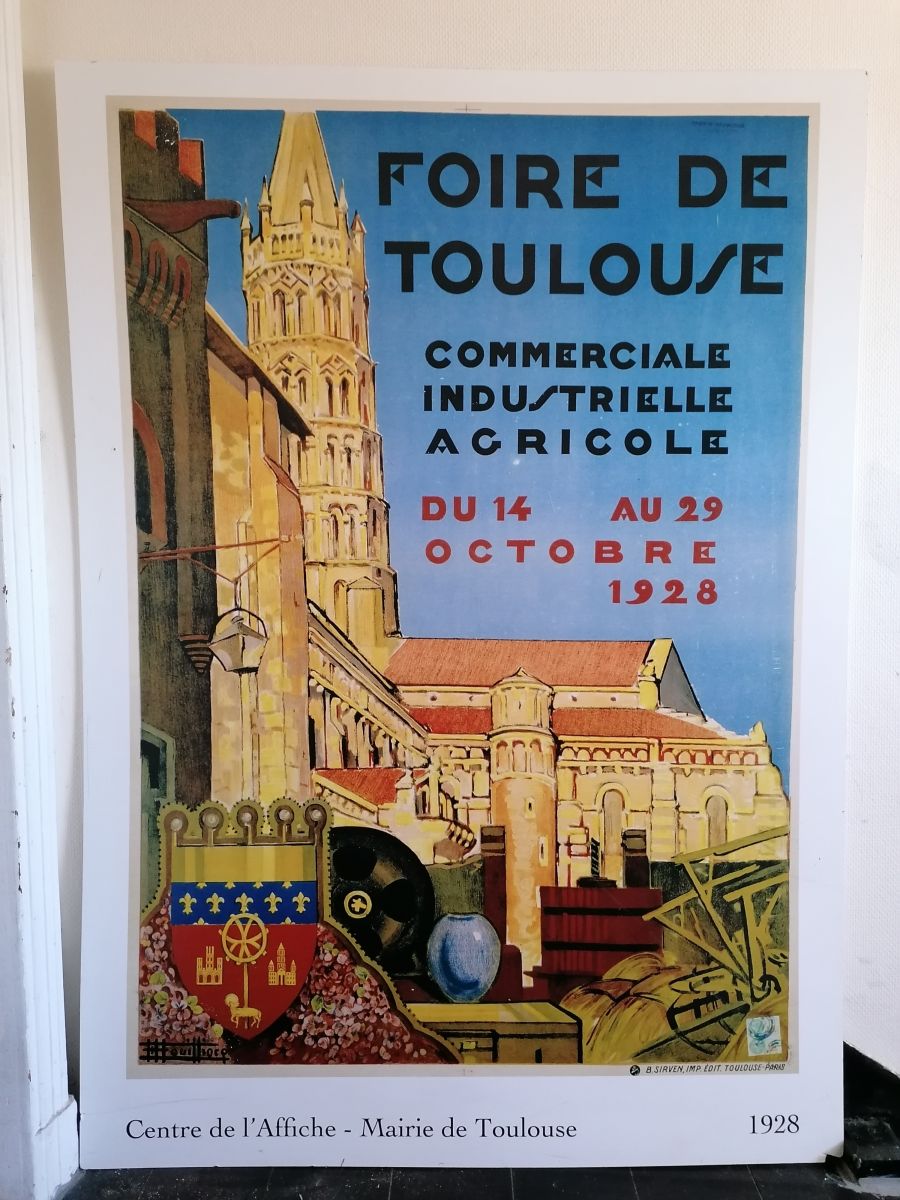 FOIRE DE
TOULOUSE
COMMERCIALE
INDUSTRIELLE
AGRICOLE
DU 14 AU 29
OCTOBRE
1928
B. SIRVEN, IMP. ÉDIT. TOULOUSE-PARIS
Centre de l'Affiche - Mairie de Toulouse 1928